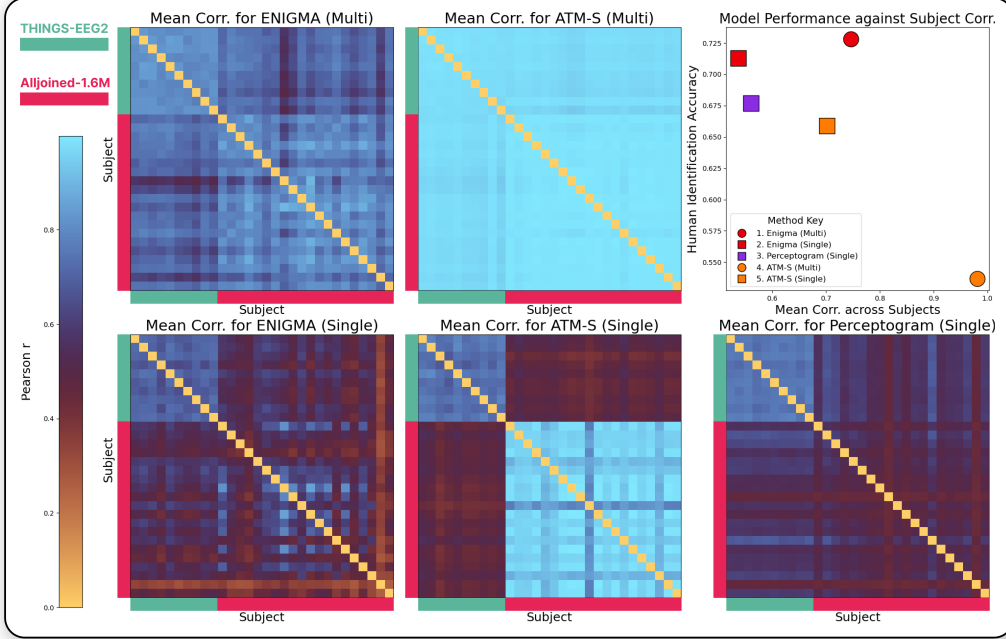 THINGS-EEG2
Alljoined-1.6M
Pearson r
0.8
0.6
0.4
0.2
0.0
Mean Corr. for ENIGMA (Multi)
Subject
Subject
Mean Corr. for ATM-S (Multi)
Subject
Model Performance against Subject Corr.
Human Identification Accuracy
0.725
0.700
0.675
0.650
0.625
0.600
0.575
0.550
Method Key
1. Enigma (Multi)
2. Enigma (Single)
3. Perceptogram (Single)
4. ATM-S (Multi)
5. ATM-S (Single)
0.6 0.7 0.8 0.9 1.0
Mean Corr. across Subjects
Mean Corr. for ENIGMA (Single)
Subject
Subject
Mean Corr. for ATM-S (Single)
Subject
Mean Corr. for Perceptogram (Single)
Subject